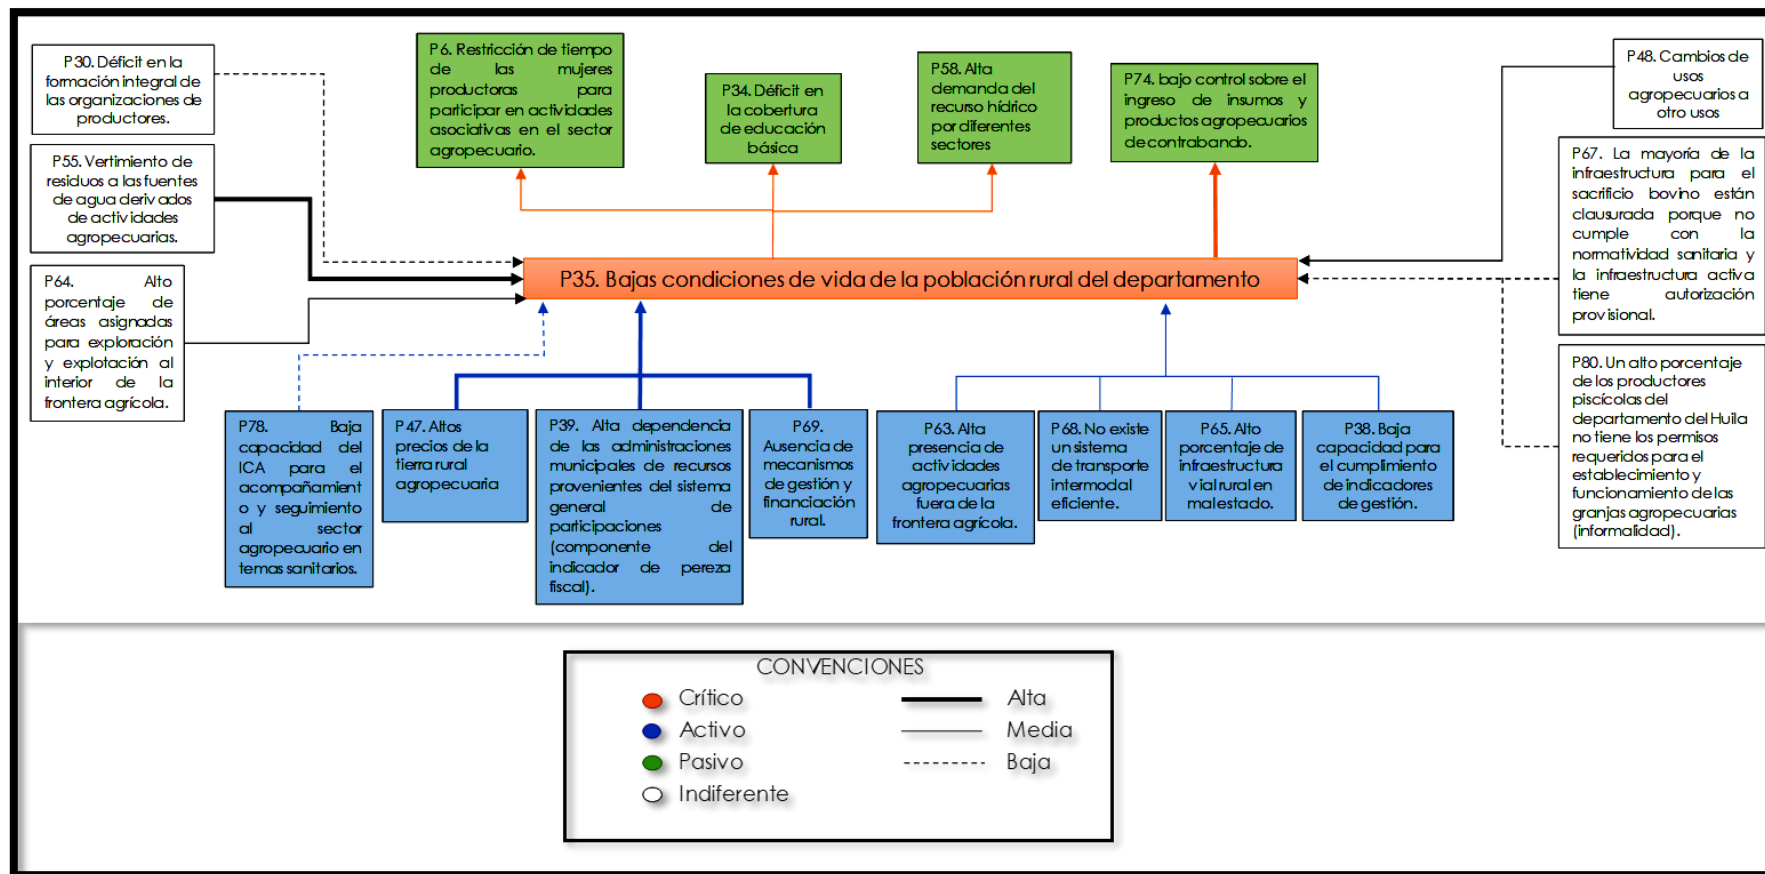 P30. Déficit en la
formación integral de
las organizaciones de
productores.
P55. Vertimiento de
residuos a las fuentes
de agua derivados
de actividades
agropecuarias.
P64. Alto
porcentaje de
áreas asignadas
para exploración
y explotación al
interior de la
frontera agrícola.
P6. Restricción de tiempo
de las mujeres
productoras para
participar en actividades
asociativas en el sector
agropecuario.
P34. Déficit en
la cobertura
de educación
básica
P58. Alta
demanda del
recurso hídrico
por diferentes
sectores
P74. bajo control sobre el
ingreso de insumos y
productos agropecuarios
de contrabando.
P48. Cambios de
usos
agropecuarios a
otro usos
P67. La mayoría de la
infraestructura para el
sacrificio bovino están
clausurada porque no
cumple con la
normatividad sanitaria y
la infraestructura activa
tiene autorización
provisional.
P80. Un alto porcentaje
de los productores
piscícolas del
departamento del Huila
no tiene los permisos
requeridos para el
establecimiento y
funcionamiento de las
granjas agropecuarias
(informalidad).
P35. Bajas condiciones de vida de la población rural del departamento
P78. Baja
capacidad del
ICA para el
acompañamient
o y seguimiento
al sector
agropecuario en
temas sanitarios.
P47. Altos
precios de la
tierra rural
agropecuaria
P39. Alta dependencia
de las administraciones
municipales de recursos
provenientes del sistema
general de
participaciones
(componente del
indicador de pereza
fiscal).
P69.
Ausencia de
mecanismos
de gestión y
financiación
rural.
P63. Alta
presencia de
actividades
agropecuarias
fuera de la
frontera agrícola.
P68. No existe
un sistema
de transporte
intermodal
eficiente.
P65. Alto
porcentaje de
infraestructura
vial rural en
mal estado.
P38. Baja
capacidad para
el cumplimiento
de indicadores
de gestión.
CONVENCIONES
Crítico
Activo
Pasivo
Indiferente
Alta
Media
Baja